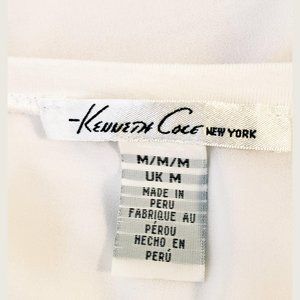 -KENNETH COLE NEW YORK
M/M/M
UK M
MADE IN
PERU
FABRIQUE AU
PÉROU
HECHO EN
PERÚ